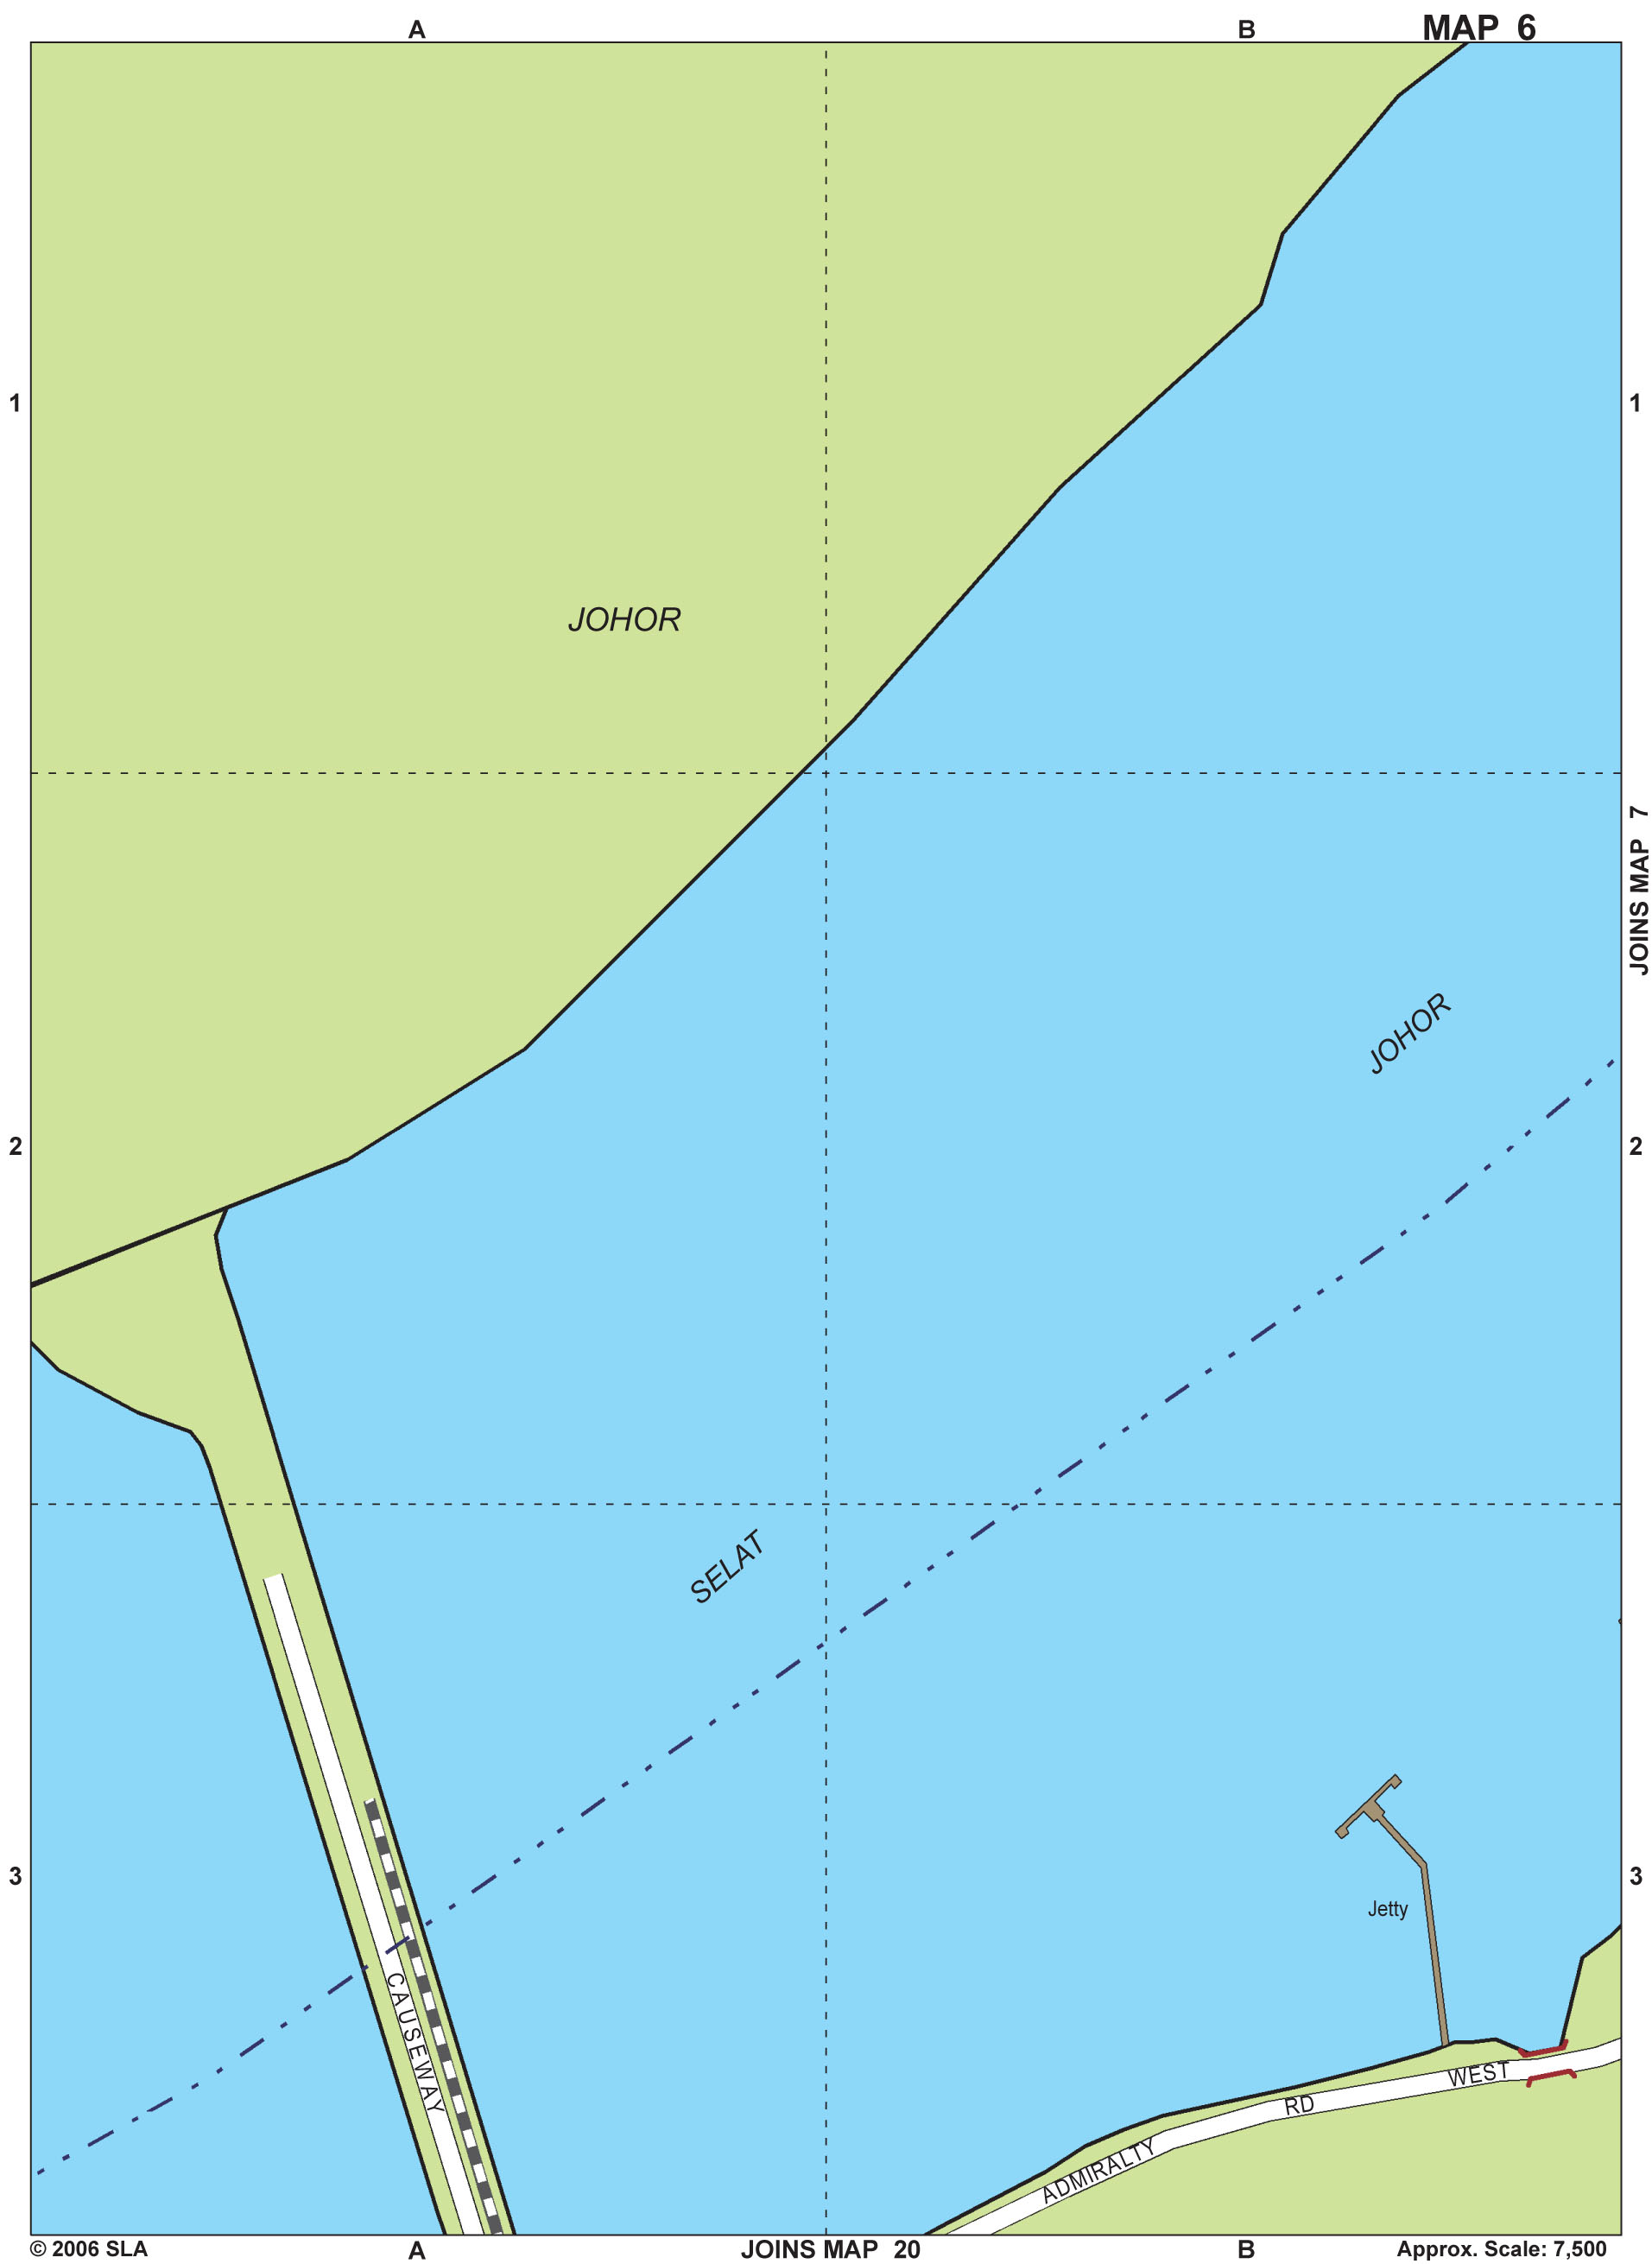 A B MAP 6
1 1
JOHOR
JOINS MAP 7
JOHOR
2 2
SELAT
3 3
Jetty
CAUSEWAY
ADMIRALTY RD WEST
© 2006 SLA A JOINS MAP 20 B Approx. Scale: 7,500